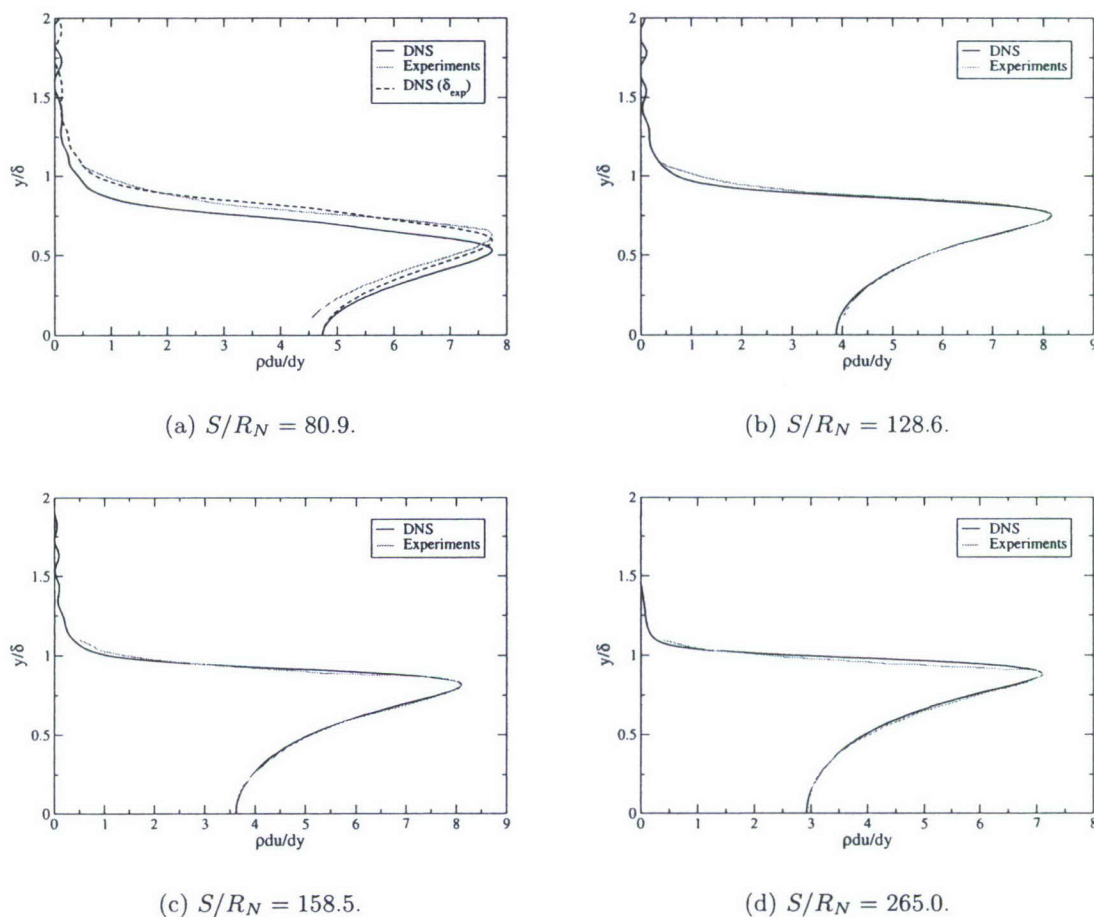 2
1.5
1
0.5
0
y/δ
0 1 2 3 4 5 6 7 8
ρdu/dy
DNS
Experiments
DNS (δexp)
(a) S/R_N = 80.9.
2
1.5
1
0.5
0
y/δ
0 1 2 3 4 5 6 7 8 9
ρdu/dy
DNS
Experiments
(b) S/R_N = 128.6.
2
1.5
1
0.5
0
y/δ
0 1 2 3 4 5 6 7 8 9
ρdu/dy
DNS
Experiments
(c) S/R_N = 158.5.
2
1.5
1
0.5
0
y/δ
0 1 2 3 4 5 6 7 8
ρdu/dy
DNS
Experiments
(d) S/R_N = 265.0.